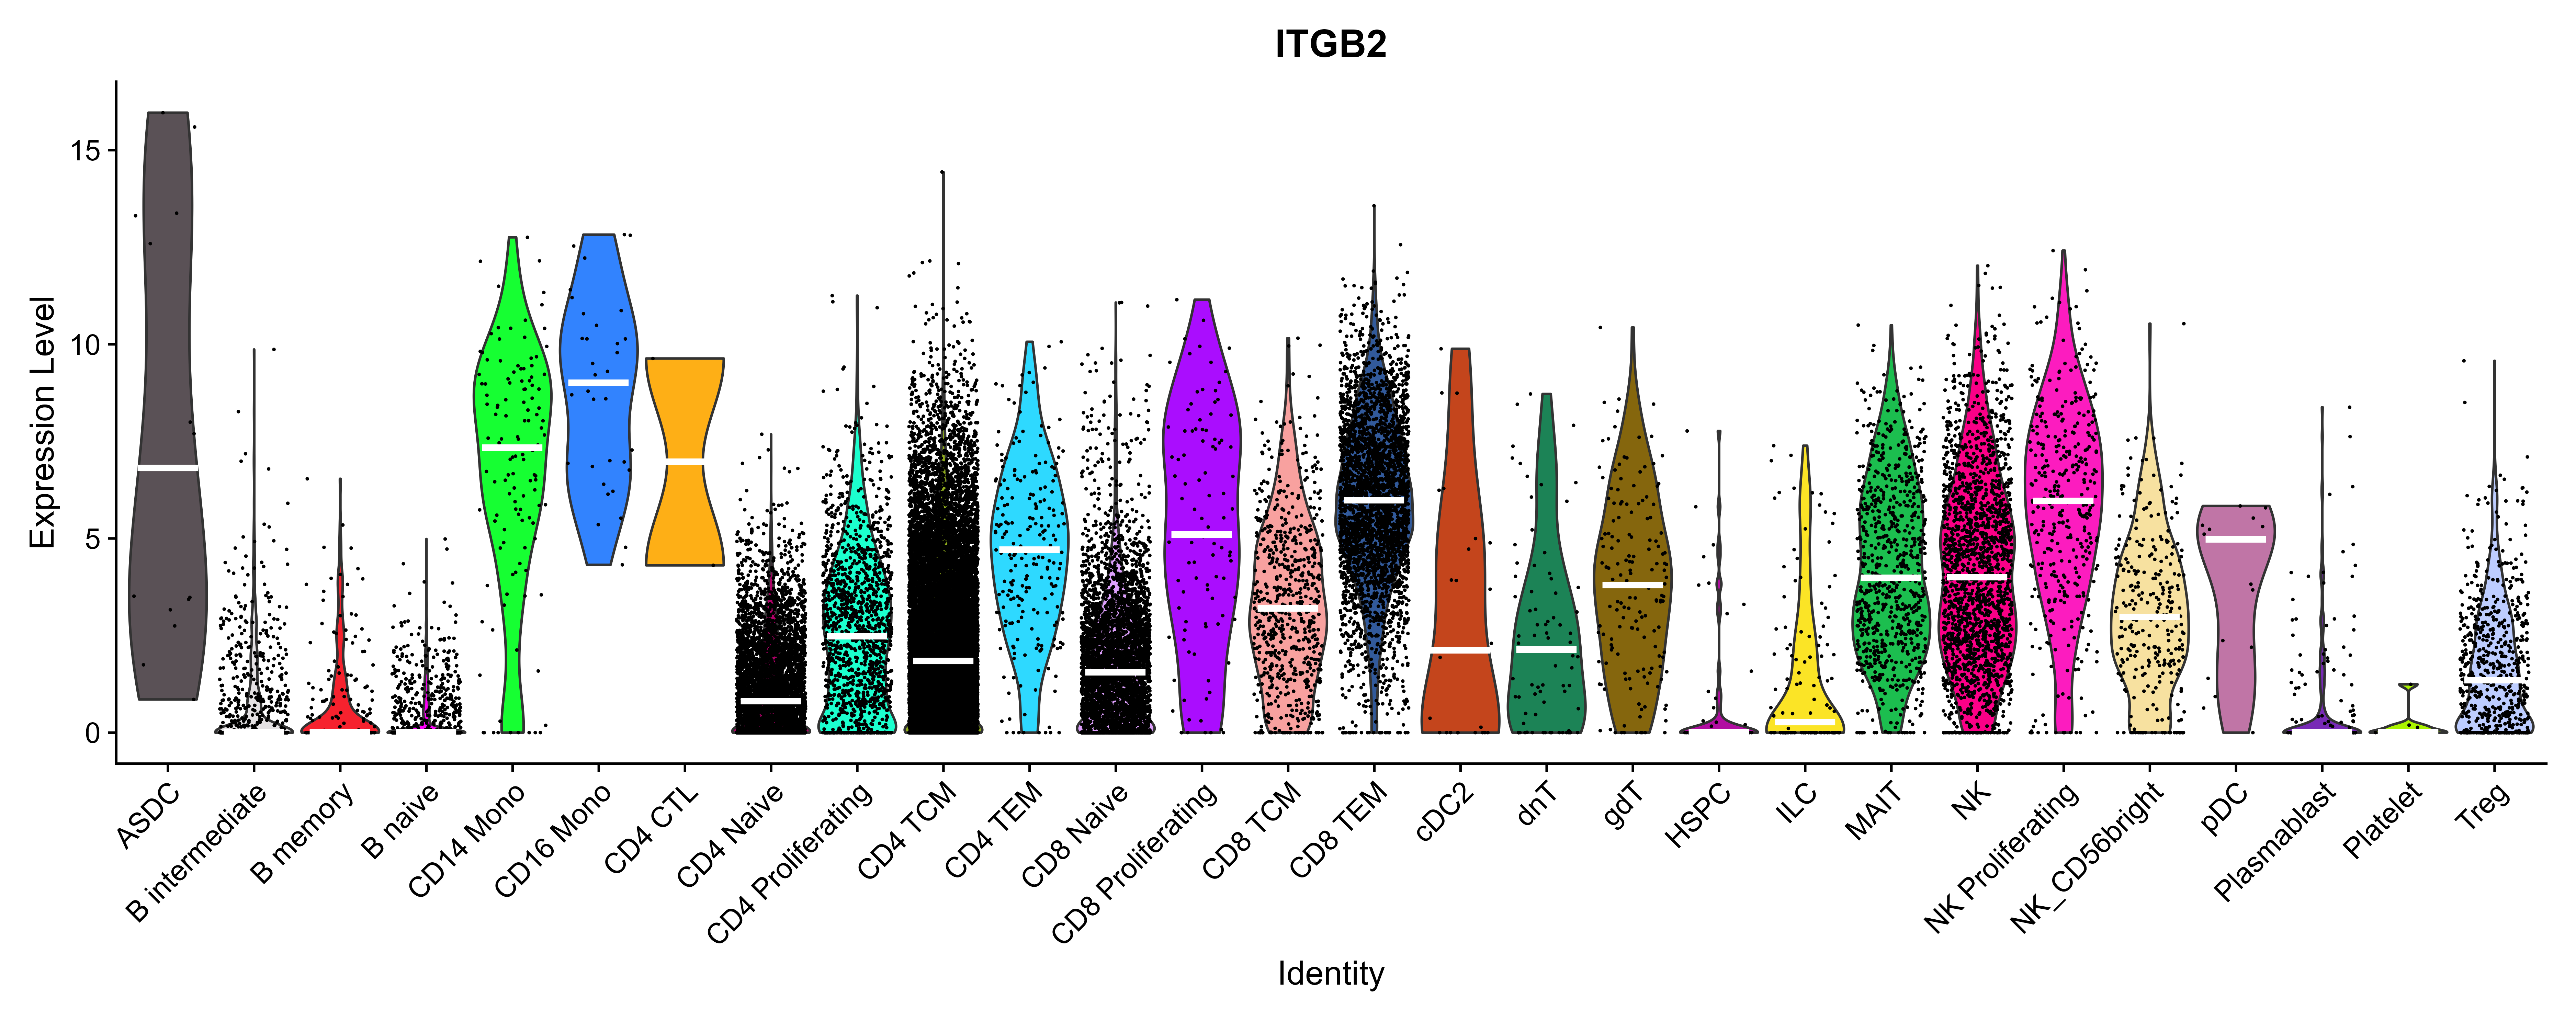 ITGB2
Expression Level
15
10
5
0
ASDC
B intermediate
B memory
B naive
CD14 Mono
CD16 Mono
CD4 CTL
CD4 Naive
CD4 Proliferating
CD4 TCM
CD4 TEM
CD8 Naive
CD8 Proliferating
CD8 TCM
CD8 TEM
cDC2
dnT
gdT
HSPC
ILC
MAIT
NK
NK Proliferating
NK_CD56bright
pDC
Plasmablast
Platelet
Treg
Identity